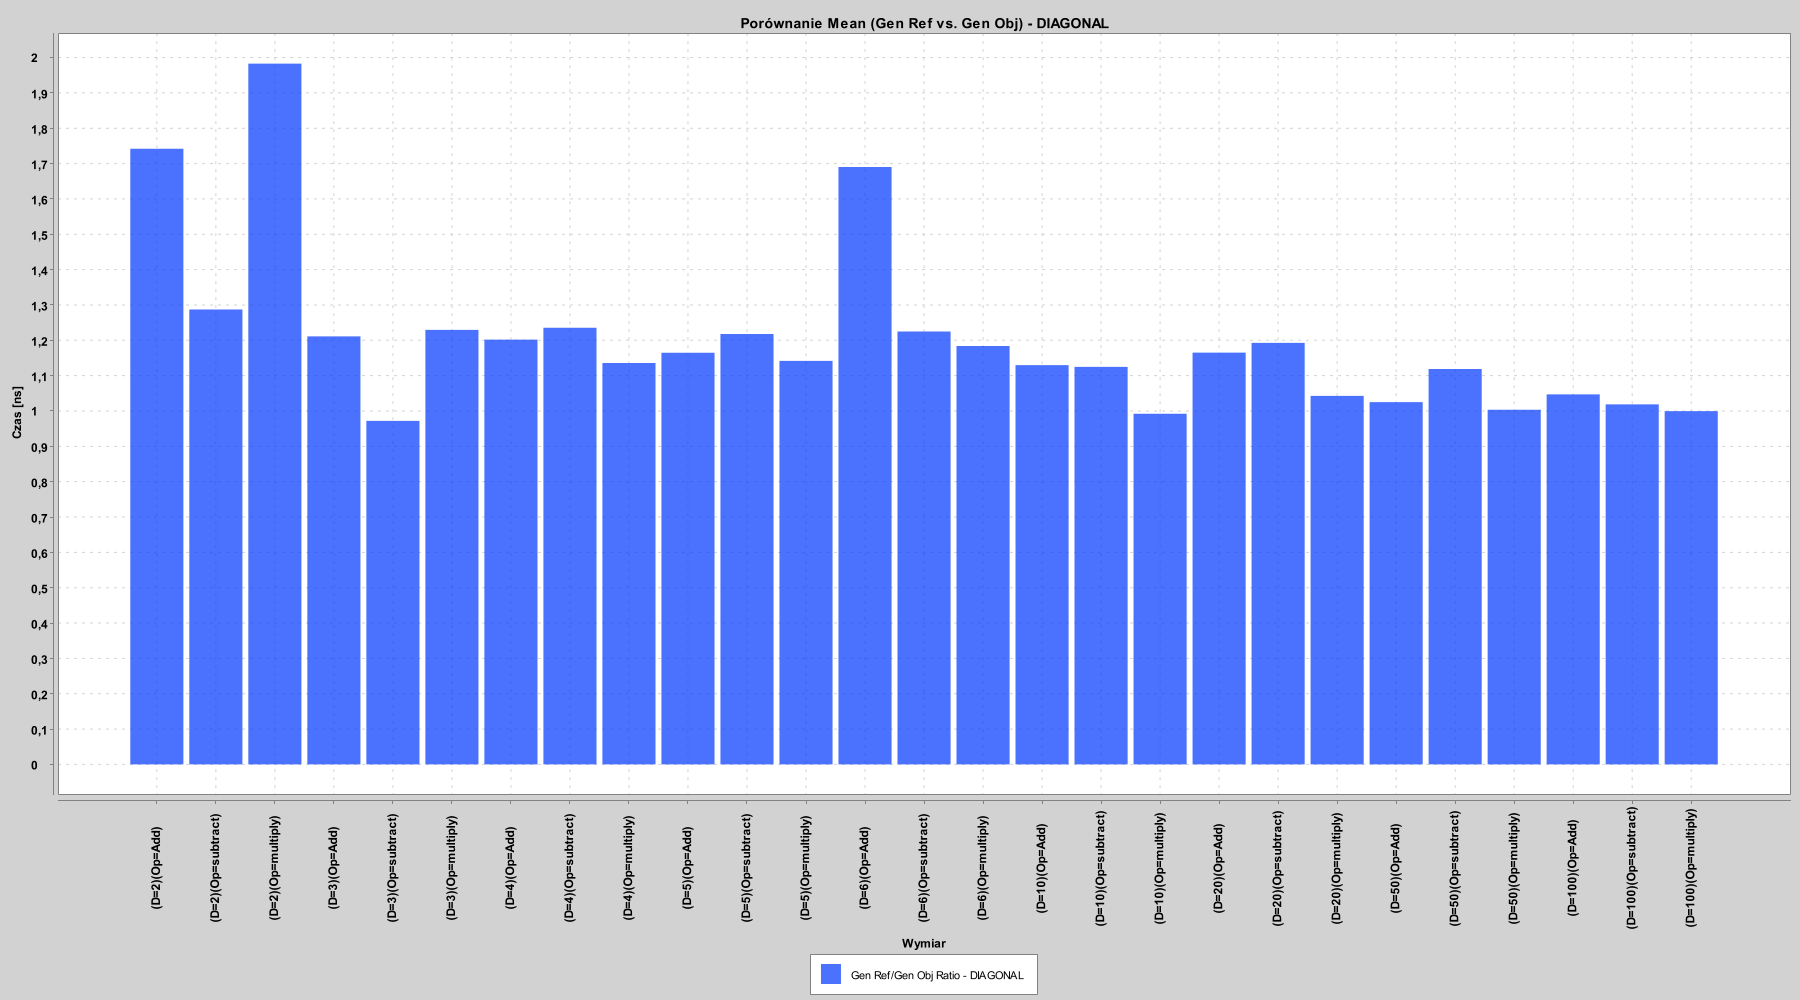 Porównanie Mean (Gen Ref vs. Gen Obj) - DIAGONAL
2
1,9
1,8
1,7
1,6
1,5
1,4
1,3
1,2
1,1
1
0,9
0,8
0,7
0,6
0,5
0,4
0,3
0,2
0,1
0
Czas [ns]
(D=2)(Op=Add)
(D=2)(Op=subtract)
(D=2)(Op=multiply)
(D=3)(Op=Add)
(D=3)(Op=subtract)
(D=3)(Op=multiply)
(D=4)(Op=Add)
(D=4)(Op=subtract)
(D=4)(Op=multiply)
(D=5)(Op=Add)
(D=5)(Op=subtract)
(D=5)(Op=multiply)
(D=6)(Op=Add)
(D=6)(Op=subtract)
(D=6)(Op=multiply)
(D=10)(Op=Add)
(D=10)(Op=subtract)
(D=10)(Op=multiply)
(D=20)(Op=Add)
(D=20)(Op=subtract)
(D=20)(Op=multiply)
(D=50)(Op=Add)
(D=50)(Op=subtract)
(D=50)(Op=multiply)
(D=100)(Op=Add)
(D=100)(Op=subtract)
(D=100)(Op=multiply)
Wymiar
Gen Ref/Gen Obj Ratio - DIAGONAL